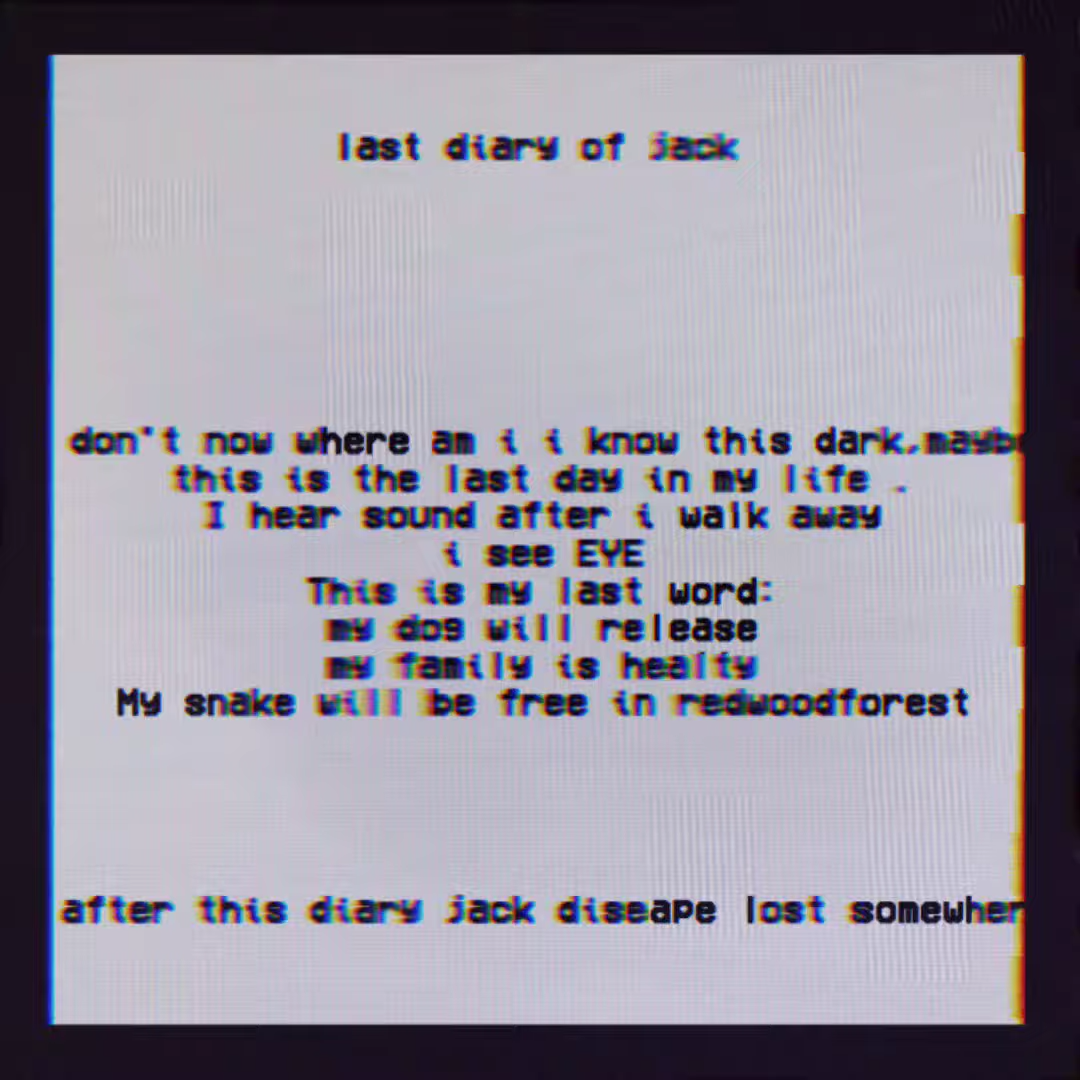 last diary of jack
don't now where am i i know this dark,maybe
this is the last day in my life .
I hear sound after i walk away
i see EYE
This is my last word:
my dog will release
my family is healty
My snake will be free in redwoodforest
after this diary jack diseape lost somewher